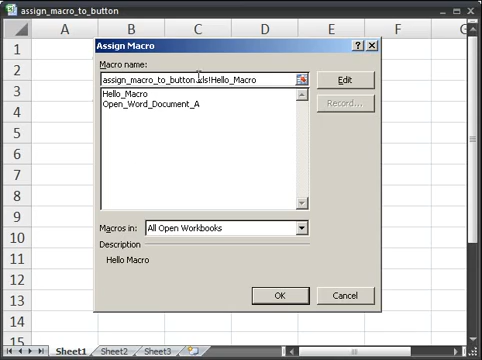 assign_macro_to_button
A B C D E F G
1
2
3
4
5
6
7
8
9
10
11
12
13
14
15
Assign Macro
Macro name:
assign_macro_to_button.xls!Hello_Macro
Hello_Macro
Open_Word_Document_A
Edit
Record...
Macros in: All Open Workbooks
Description
Hello Macro
OK Cancel
Sheet1 Sheet2 Sheet3